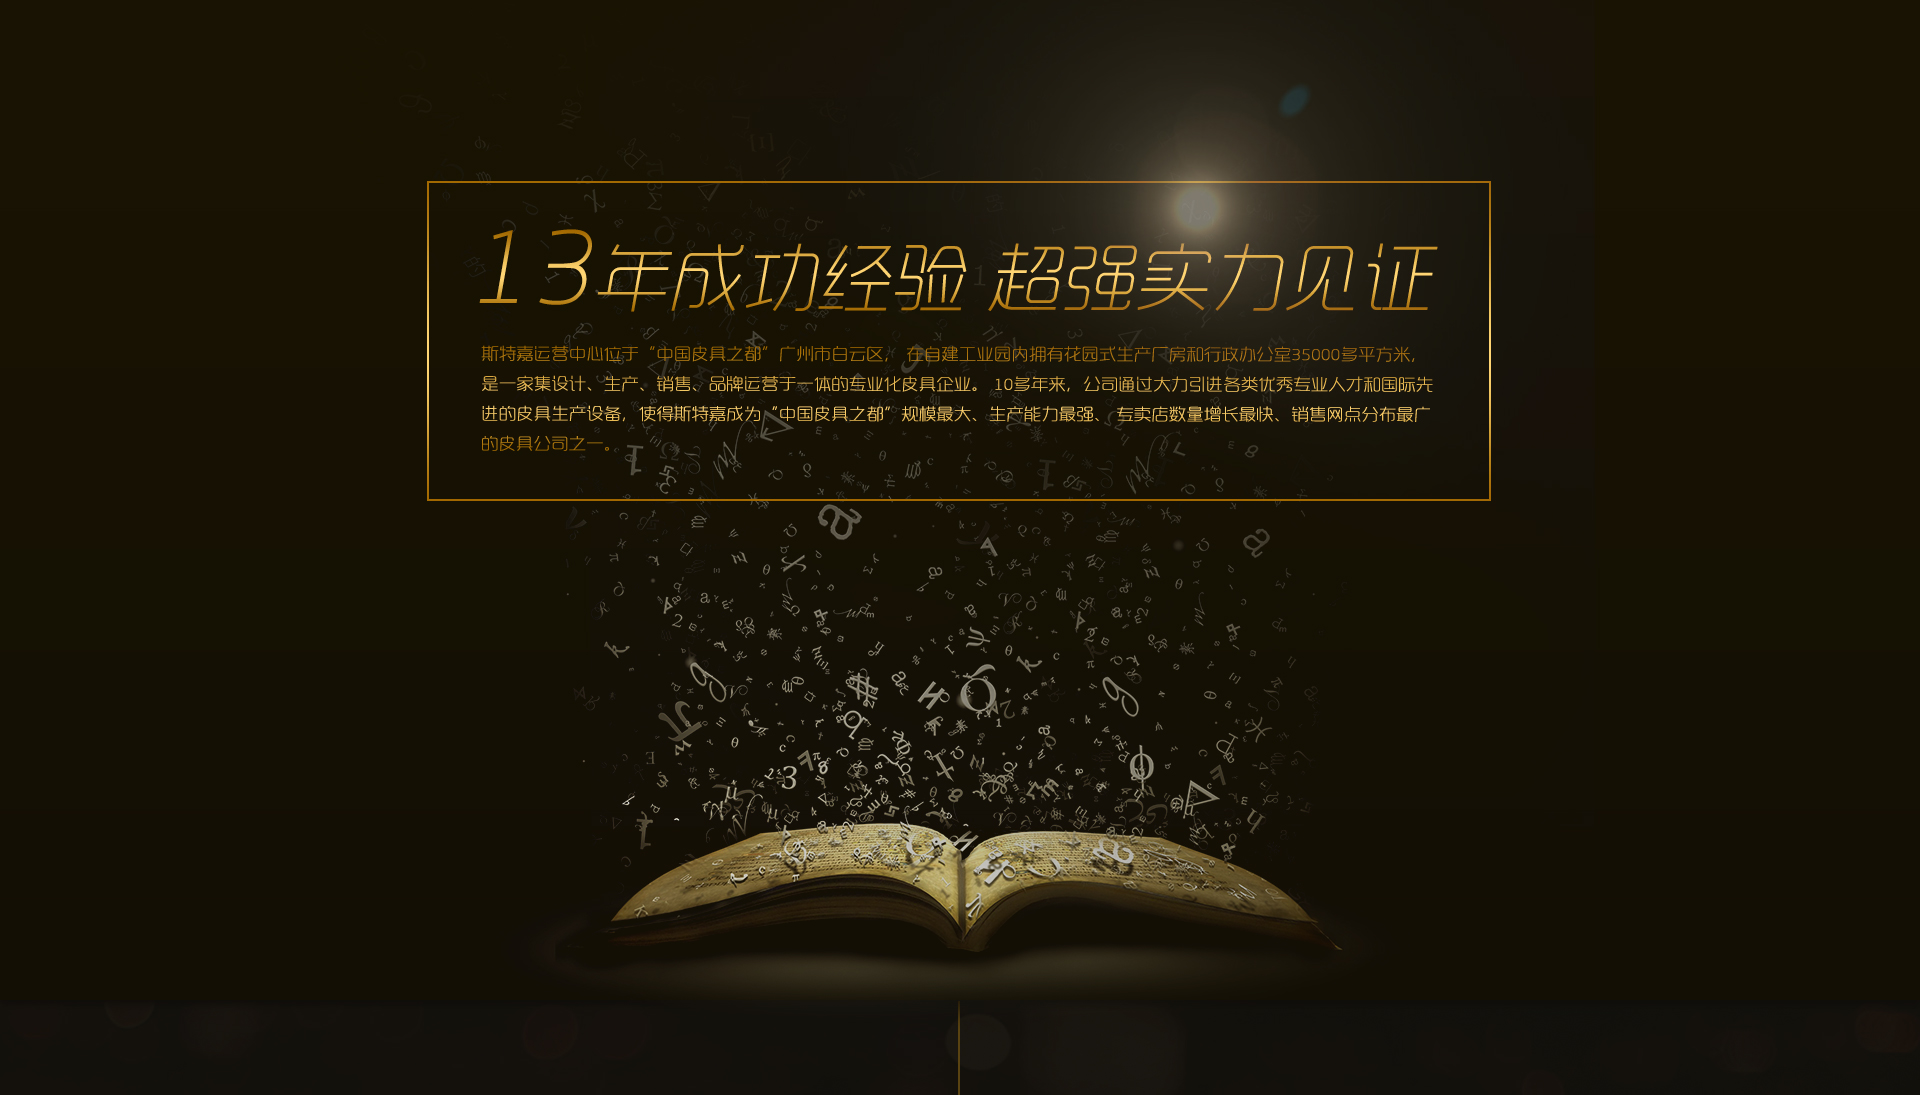 13年成功经验 超强实力见证
斯特嘉运营中心位于“中国皮具之都”广州市白云区， 在自建工业园内拥有花园式生产厂房和行政办公室35000多平方米，
是一家集设计、生产、销售、品牌运营于一体的专业化皮具企业。 10多年来，公司通过大力引进各类优秀专业人才和国际先
进的皮具生产设备，使得斯特嘉成为“中国皮具之都”规模最大、生产能力最强、专卖店数量增长最快、销售网点分布最广
的皮具公司之一。